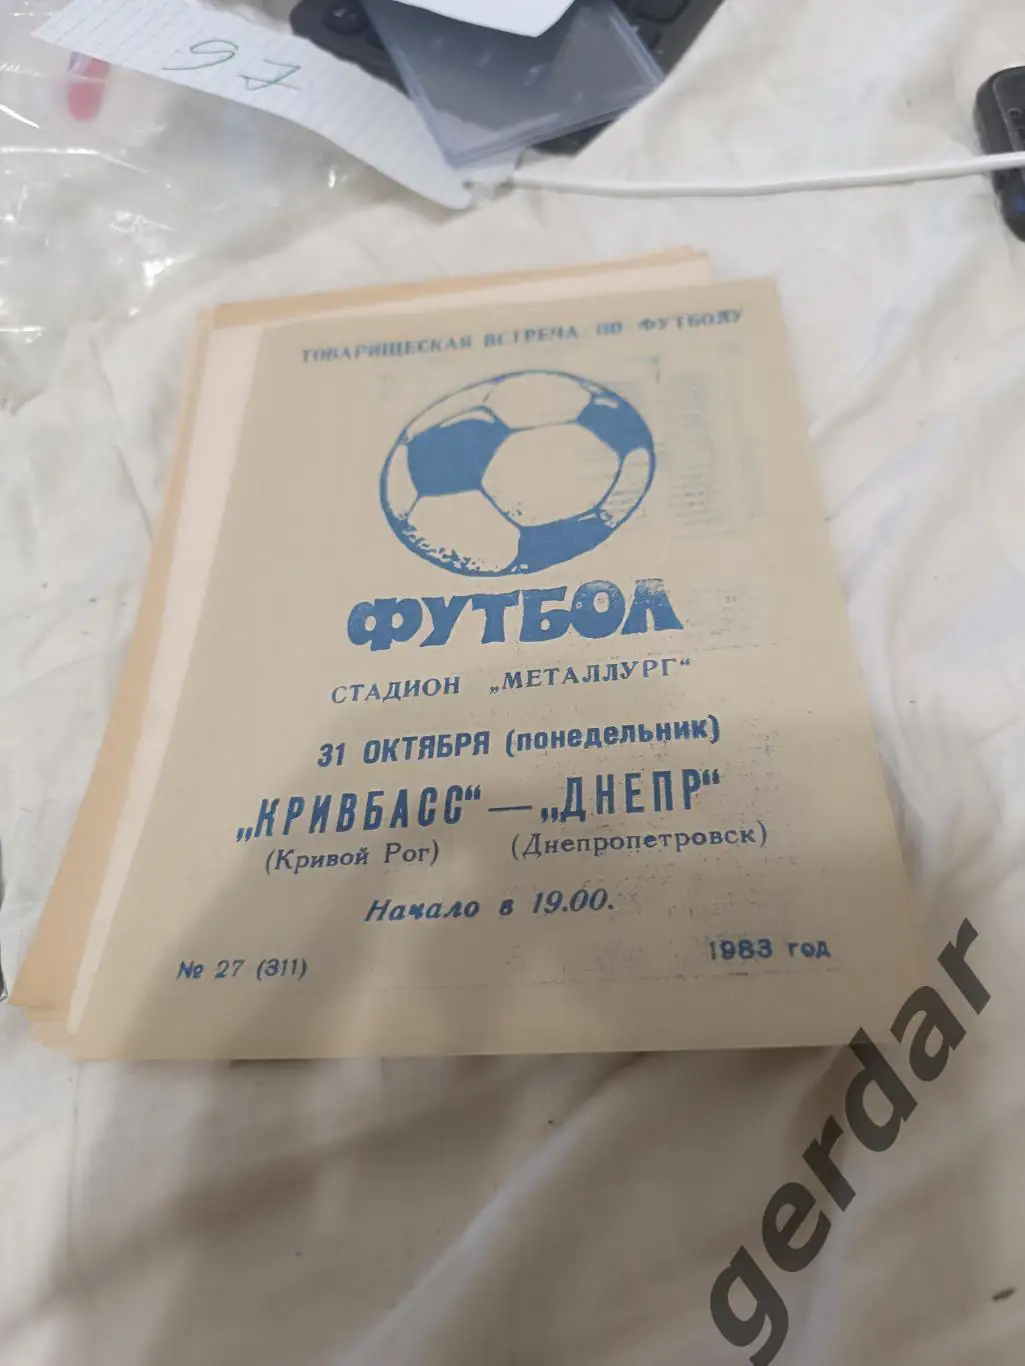 97
ТОВАРИЩЕСКАЯ ВСТРЕЧА ПО ФУТБОЛУ
ФУТБОЛ
СТАДИОН „МЕТАЛЛУРГ“
31 ОКТЯБРЯ (понедельник)
„КРИВБАСС“ — „ДНЕПР“
(Кривой Рог) (Днепропетровск)
Начало в 19.00.
№ 27 (311) 1983 год
gerdar